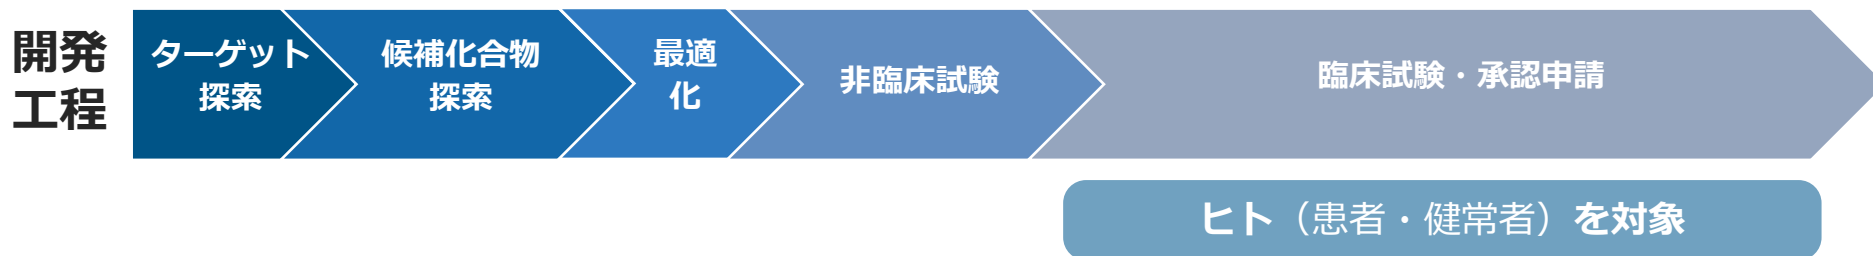 開発
工程
ターゲット
探索
候補化合物
探索
最適
化
非臨床試験
臨床試験・承認申請
ヒト（患者・健常者）を対象